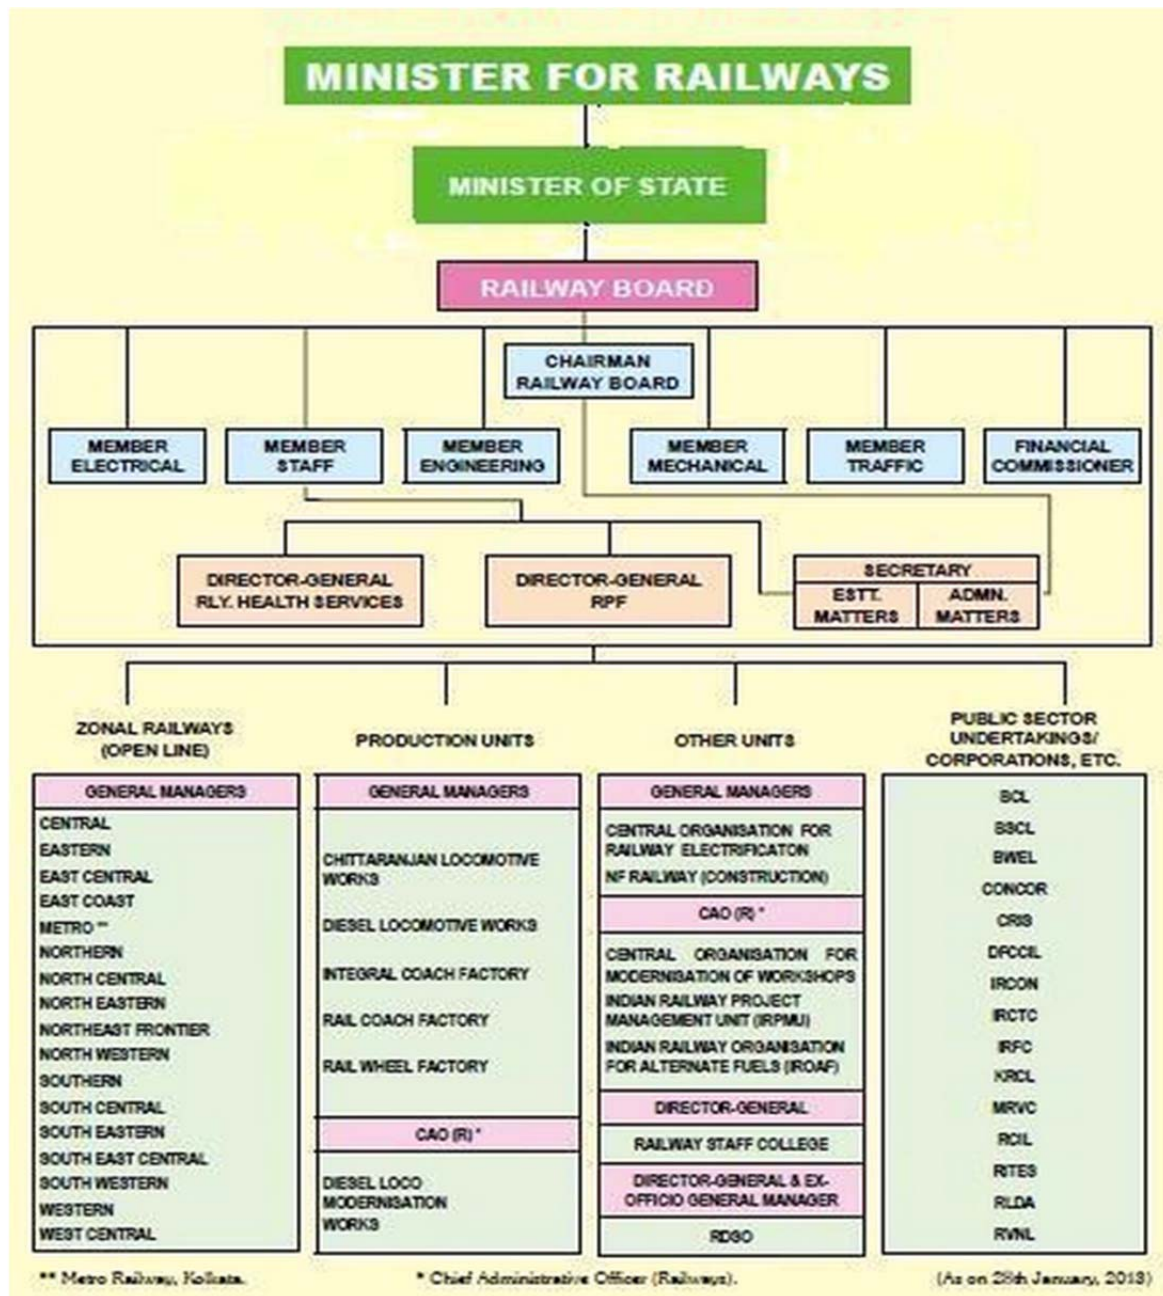 MINISTER FOR RAILWAYS
MINISTER OF STATE
RAILWAY BOARD
CHAIRMAN
RAILWAY BOARD
MEMBER
ELECTRICAL
MEMBER
STAFF
MEMBER
ENGINEERING
MEMBER
MECHANICAL
MEMBER
TRAFFIC
FINANCIAL
COMMISSIONER
DIRECTOR-GENERAL
RLY. HEALTH SERVICES
DIRECTOR-GENERAL
RPF
SECRETARY
ESTT.
MATTERS
ADMN.
MATTERS
ZONAL RAILWAYS
(OPEN LINE)
GENERAL MANAGERS
CENTRAL
EASTERN
EAST CENTRAL
EAST COAST
METRO **
NORTHERN
NORTH CENTRAL
NORTH EASTERN
NORTHEAST FRONTIER
NORTH WESTERN
SOUTHERN
SOUTH CENTRAL
SOUTH EASTERN
SOUTH EAST CENTRAL
SOUTH WESTERN
WESTERN
WEST CENTRAL
PRODUCTION UNITS
GENERAL MANAGERS
CHITTARANJAN LOCOMOTIVE
WORKS
DIESEL LOCOMOTIVE WORKS
INTEGRAL COACH FACTORY
RAIL COACH FACTORY
RAIL WHEEL FACTORY
CAO (R) *
DIESEL LOCO
MODERNISATION
WORKS
OTHER UNITS
GENERAL MANAGERS
CENTRAL ORGANISATION FOR
RAILWAY ELECTRIFICATON
NF RAILWAY (CONSTRUCTION)
CAO (R) *
CENTRAL ORGANISATION FOR
MODERNISATION OF WORKSHOPS
INDIAN RAILWAY PROJECT
MANAGEMENT UNIT (IRPMU)
INDIAN RAILWAY ORGANISATION
FOR ALTERNATE FUELS (IROAF)
DIRECTOR-GENERAL
RAILWAY STAFF COLLEGE
DIRECTOR-GENERAL & EX-
OFFICIO GENERAL MANAGER
RDSO
PUBLIC SECTOR
UNDERTAKINGS/
CORPORATIONS, ETC.
BCL
BSCL
BWEL
CONCOR
CRIS
DFCCIL
IRCON
IRCTC
IRFC
KRCL
MRVC
RCIL
RITES
RLDA
RVNL
** Metro Railway, Kolkata.
* Chief Administrative Officer (Railways).
(As on 28th January, 2013)